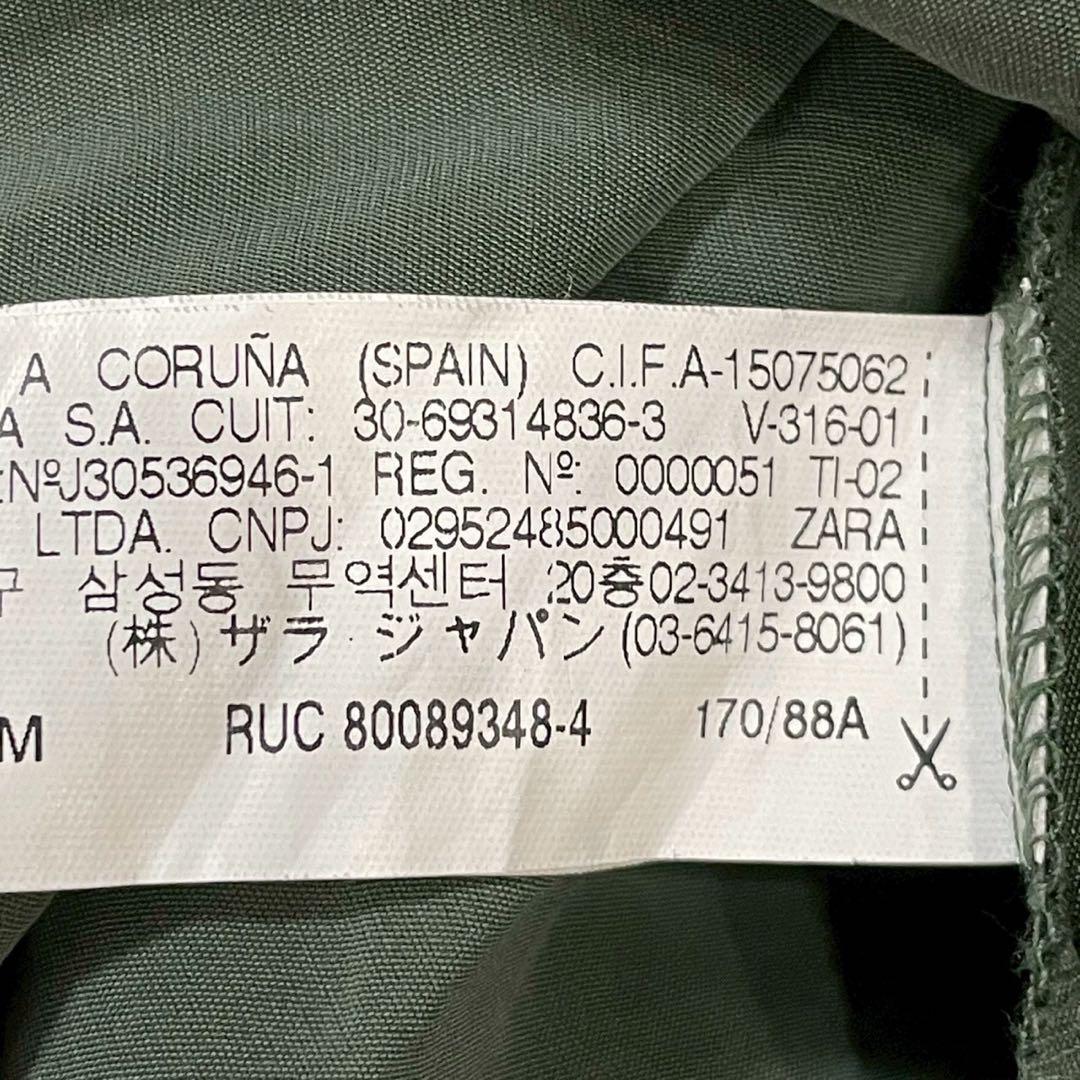 A CORUÑA (SPAIN) C.I.F.A-15075062
A S.A. CUIT: 30-69314836-3 V-316-01
:NºJ30536946-1 REG. Nº: 0000051 TI-02
LTDA. CNPJ: 02952485000491 ZARA
구 삼성동 무역센터 20층02-3413-9800
(株)ザラ ジャパン(03-6415-8061)
M RUC 80089348-4 170/88A